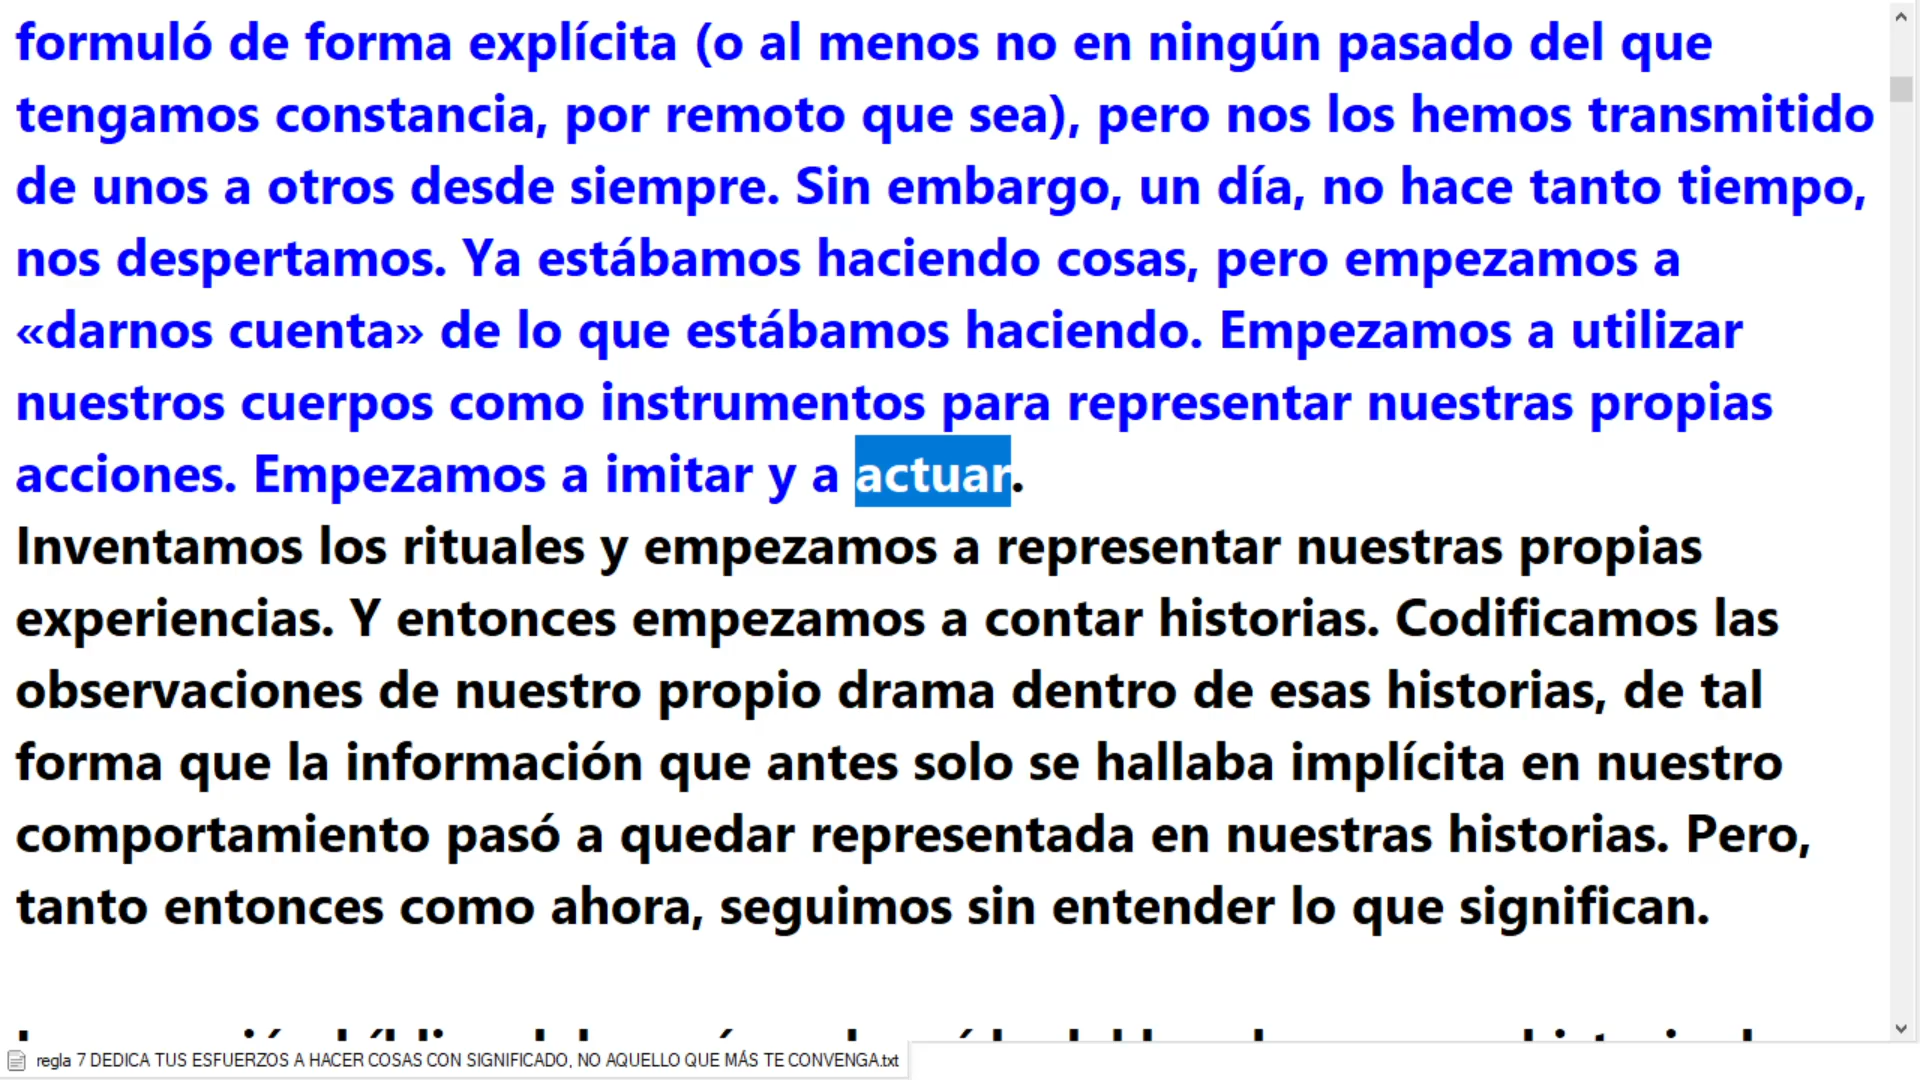 formuló de forma explícita (o al menos no en ningún pasado del que
tengamos constancia, por remoto que sea), pero nos los hemos transmitido
de unos a otros desde siempre. Sin embargo, un día, no hace tanto tiempo,
nos despertamos. Ya estábamos haciendo cosas, pero empezamos a
«darnos cuenta» de lo que estábamos haciendo. Empezamos a utilizar
nuestros cuerpos como instrumentos para representar nuestras propias
acciones. Empezamos a imitar y a actuar.
Inventamos los rituales y empezamos a representar nuestras propias
experiencias. Y entonces empezamos a contar historias. Codificamos las
observaciones de nuestro propio drama dentro de esas historias, de tal
forma que la información que antes solo se hallaba implícita en nuestro
comportamiento pasó a quedar representada en nuestras historias. Pero,
tanto entonces como ahora, seguimos sin entender lo que significan.
regla 7 DEDICA TUS ESFUERZOS A HACER COSAS CON SIGNIFICADO, NO AQUELLO QUE MÁS TE CONVENGA.txt